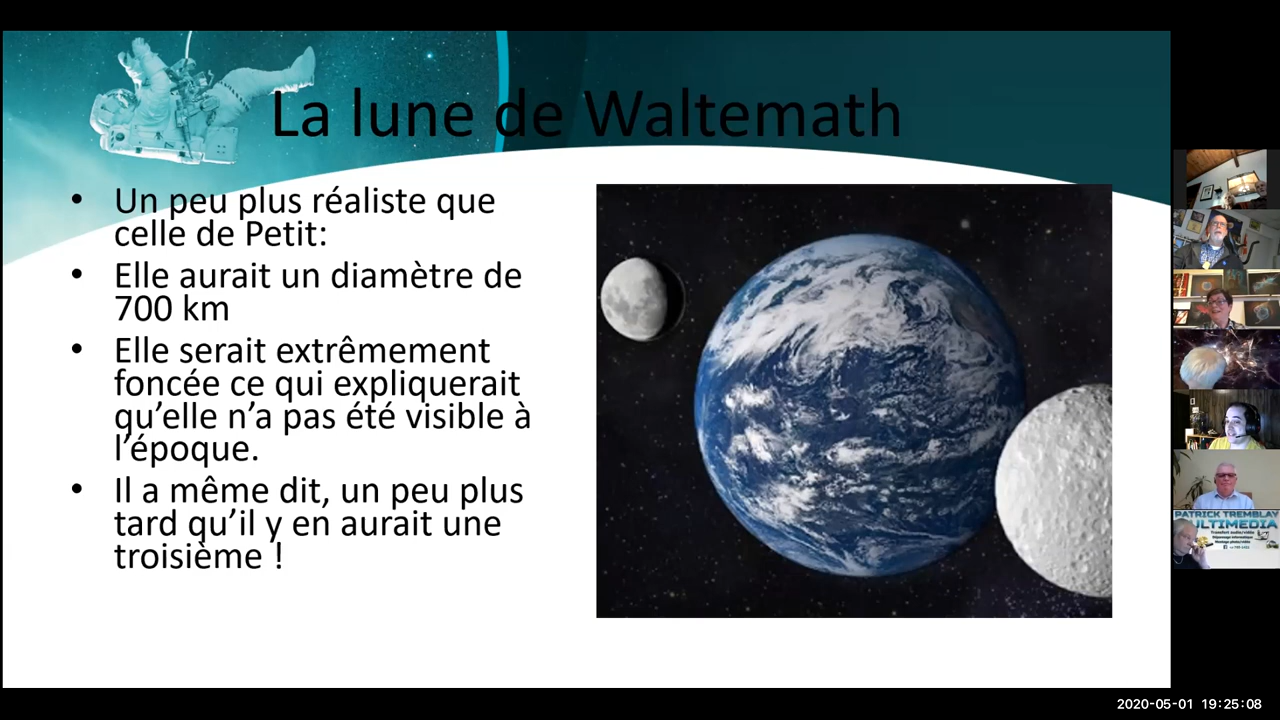 La lune de Waltemath
• Un peu plus réaliste que
celle de Petit:
• Elle aurait un diamètre de
700 km
• Elle serait extrêmement
foncée ce qui expliquerait
qu’elle n’a pas été visible à
l’époque.
• Il a même dit, un peu plus
tard qu’il y en aurait une
troisième !
PATRICK TREMBLAY
ULTIMEDIA
2020-05-01 19:25:08